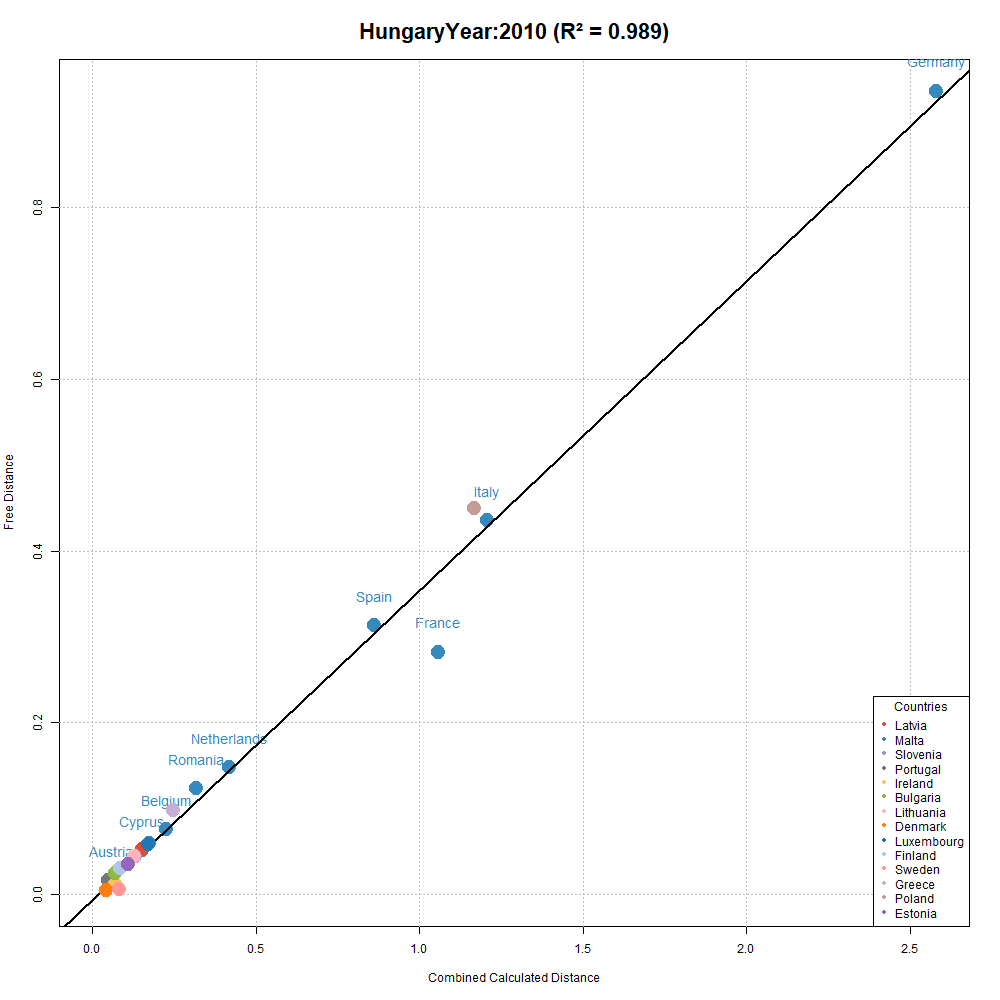 HungaryYear:2010 (R² = 0.989)
Germany
0.8
0.6
Italy
Free Distance
0.4
Spain
France
0.2
Netherlands
Romania
Belgium
Cyprus
Austria
0.0
Countries
Latvia
Malta
Slovenia
Portugal
Ireland
Bulgaria
Lithuania
Denmark
Luxembourg
Finland
Sweden
Greece
Poland
Estonia
0.0 0.5 1.0 1.5 2.0 2.5
Combined Calculated Distance